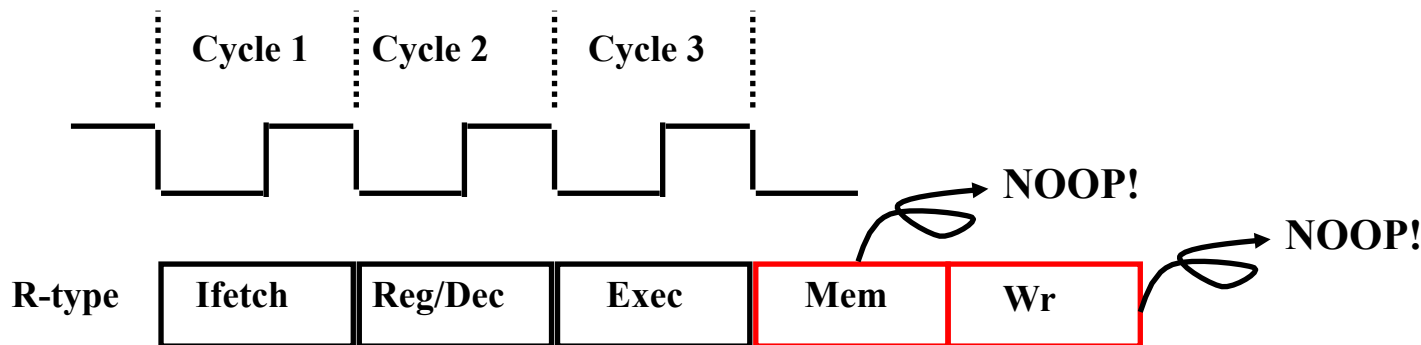 Cycle 1 Cycle 2 Cycle 3
NOOP!
NOOP!
R-type Ifetch Reg/Dec Exec Mem Wr